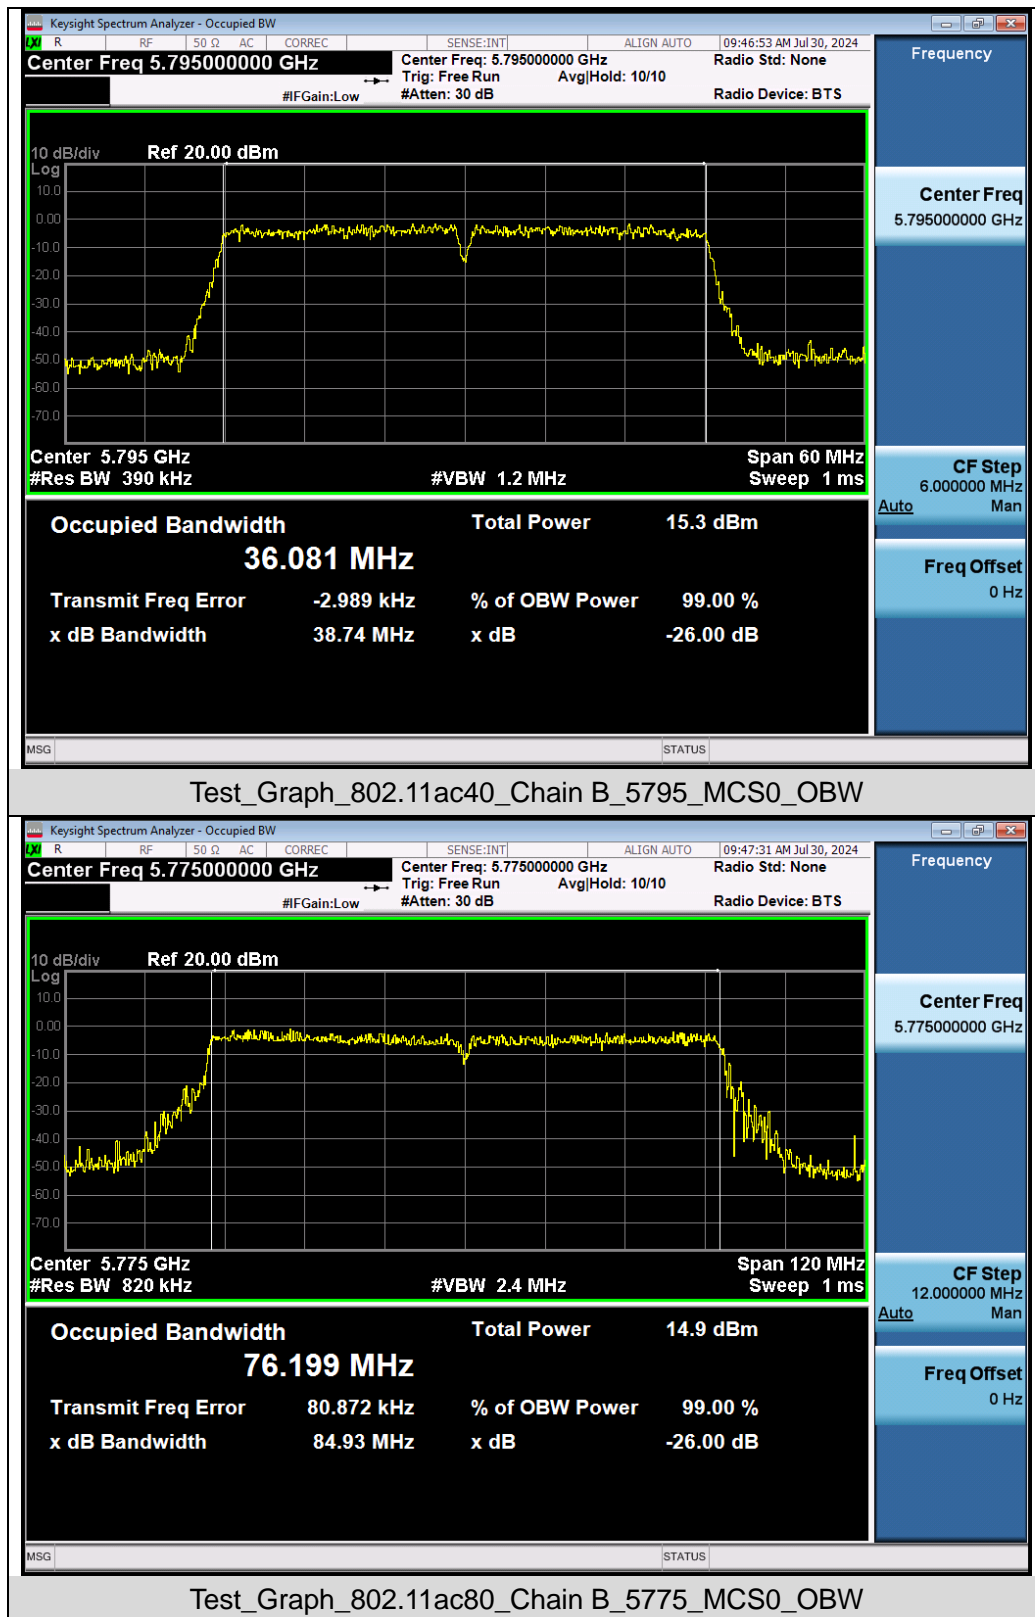 Keysight Spectrum Analyzer - Occupied BW
LXI R RF 50 Ω AC CORREC SENSE:INT ALIGN AUTO 09:46:53 AM Jul 30, 2024
Center Freq 5.795000000 GHz Center Freq: 5.795000000 GHz Radio Std: None
Trig: Free Run Avg|Hold: 10/10
#IFGain:Low #Atten: 30 dB Radio Device: BTS
Frequency
10 dB/div Ref 20.00 dBm
Log
10.0
0.00
-10.0
-20.0
-30.0
-40.0
-50.0
-60.0
-70.0
Center 5.795 GHz Span 60 MHz
#Res BW 390 kHz #VBW 1.2 MHz Sweep 1 ms
Center Freq
5.795000000 GHz
CF Step
6.000000 MHz
Auto Man
Freq Offset
0 Hz
Occupied Bandwidth Total Power 15.3 dBm
36.081 MHz
Transmit Freq Error -2.989 kHz % of OBW Power 99.00 %
x dB Bandwidth 38.74 MHz x dB -26.00 dB
MSG STATUS
Test_Graph_802.11ac40_Chain B_5795_MCS0_OBW
Keysight Spectrum Analyzer - Occupied BW
LXI R RF 50 Ω AC CORREC SENSE:INT ALIGN AUTO 09:47:31 AM Jul 30, 2024
Center Freq 5.775000000 GHz Center Freq: 5.775000000 GHz Radio Std: None
Trig: Free Run Avg|Hold: 10/10
#IFGain:Low #Atten: 30 dB Radio Device: BTS
Frequency
10 dB/div Ref 20.00 dBm
Log
10.0
0.00
-10.0
-20.0
-30.0
-40.0
-50.0
-60.0
-70.0
Center 5.775 GHz Span 120 MHz
#Res BW 820 kHz #VBW 2.4 MHz Sweep 1 ms
Center Freq
5.775000000 GHz
CF Step
12.000000 MHz
Auto Man
Freq Offset
0 Hz
Occupied Bandwidth Total Power 14.9 dBm
76.199 MHz
Transmit Freq Error 80.872 kHz % of OBW Power 99.00 %
x dB Bandwidth 84.93 MHz x dB -26.00 dB
MSG STATUS
Test_Graph_802.11ac80_Chain B_5775_MCS0_OBW